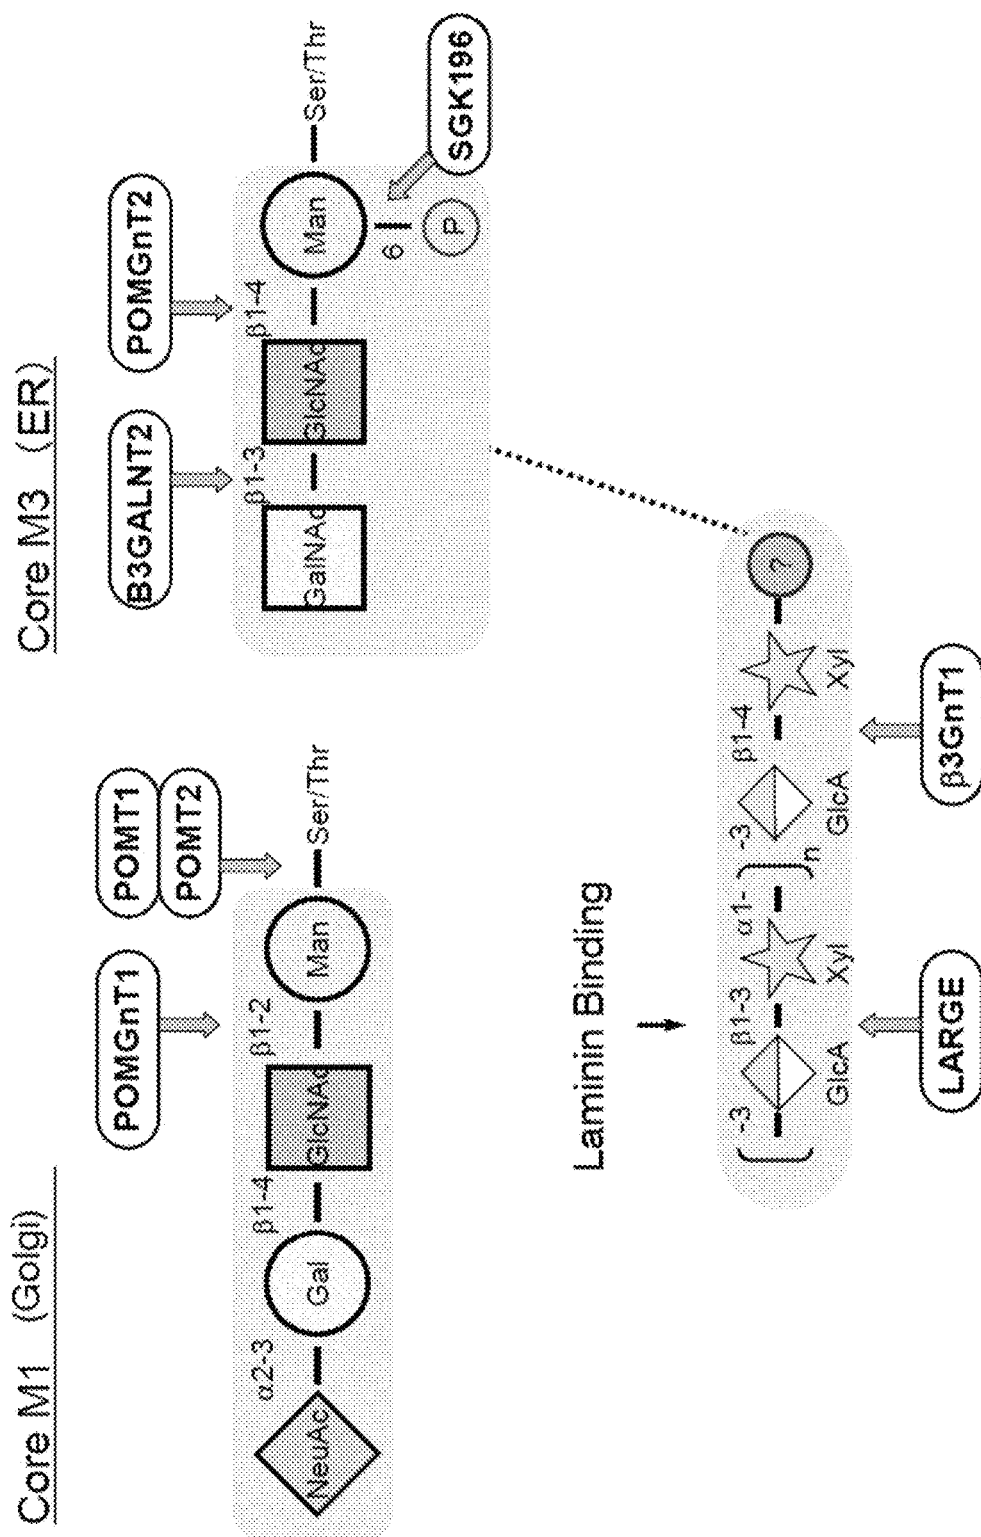 Core M1 (Golgi)
POMGnT1
POMT1
POMT2
α2-3
β1-4
β1-2
NeuAc
Gal
GlcNAc
Man
Ser/Thr
Core M3 (ER)
B3GALNT2
POMGnT2
β1-3
β1-4
GalNAc
GlcNAc
Man
Ser/Thr
6
P
SGK196
Laminin Binding
-3
β1-3
α1-
-3
β1-4
n
?
GlcA
Xyl
GlcA
Xyl
LARGE
β3GnT1